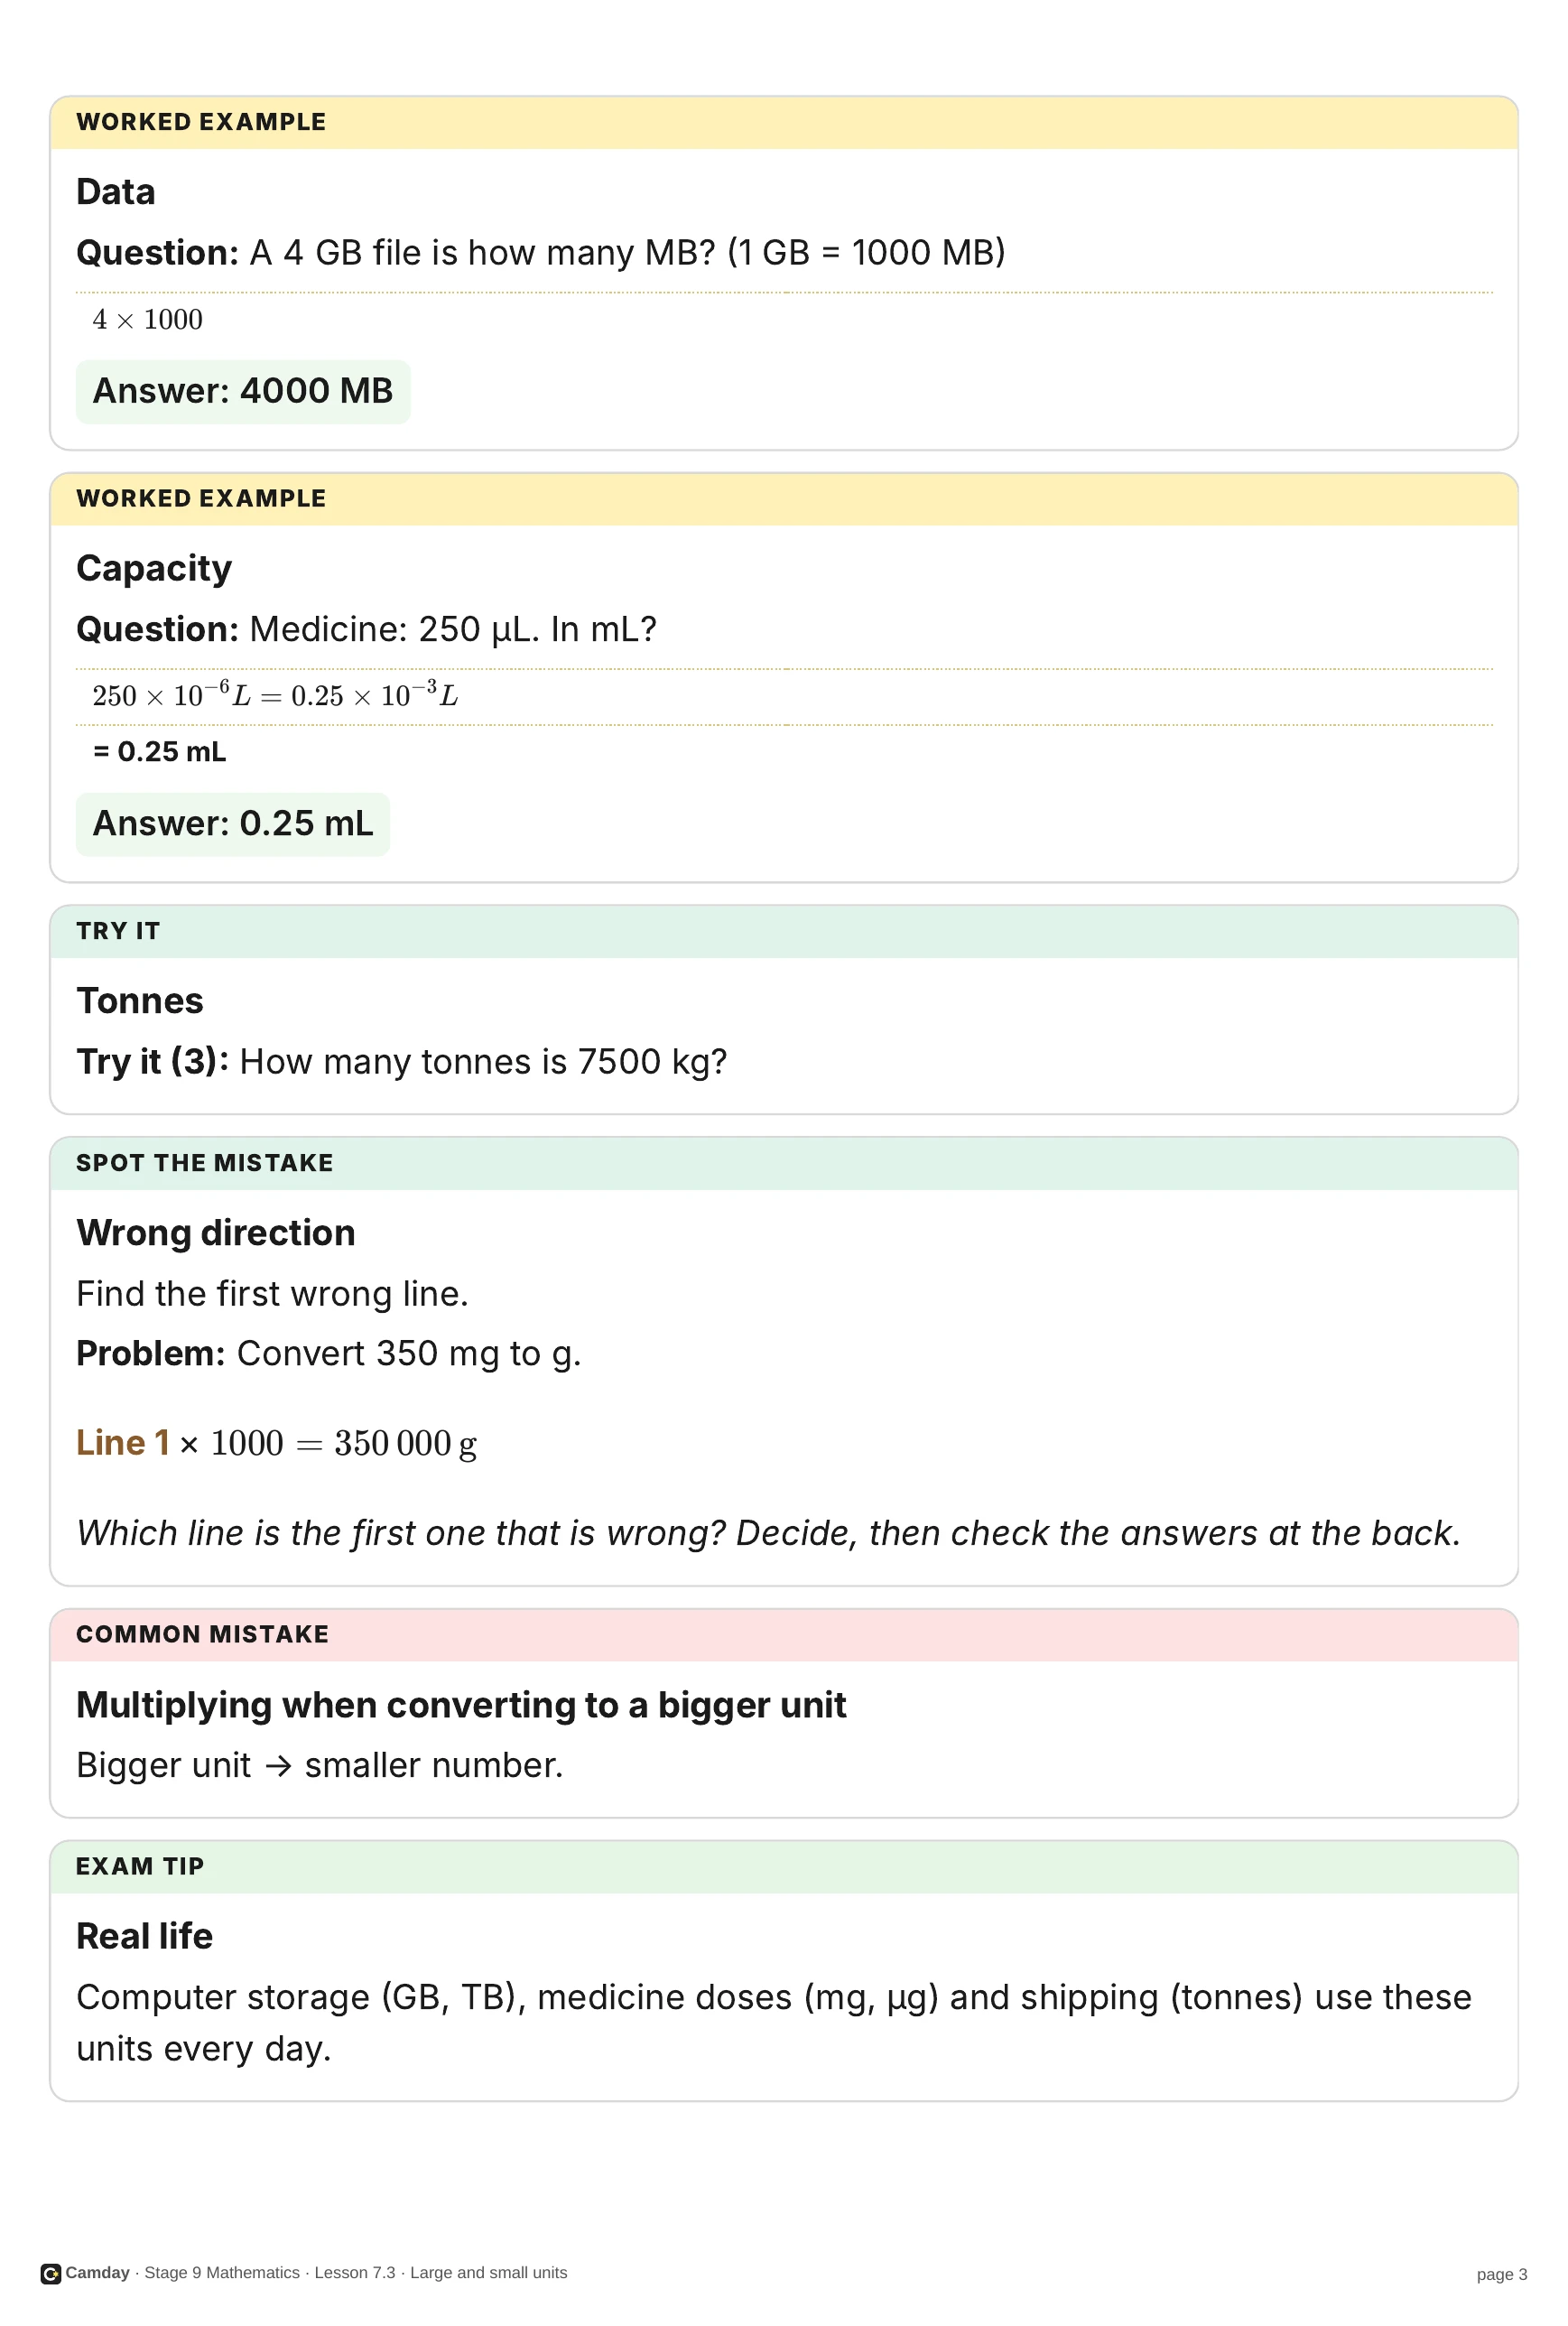 WORKED EXAMPLE
Data
Question: A 4 GB file is how many MB? (1 GB = 1000 MB)
4 × 1000
Answer: 4000 MB
WORKED EXAMPLE
Capacity
Question: Medicine: 250 µL. In mL?
250 × 10⁻⁶L = 0.25 × 10⁻³L
= 0.25 mL
Answer: 0.25 mL
TRY IT
Tonnes
Try it (3): How many tonnes is 7500 kg?
SPOT THE MISTAKE
Wrong direction
Find the first wrong line.
Problem: Convert 350 mg to g.
Line 1 × 1000 = 350 000 g
Which line is the first one that is wrong? Decide, then check the answers at the back.
COMMON MISTAKE
Multiplying when converting to a bigger unit
Bigger unit → smaller number.
EXAM TIP
Real life
Computer storage (GB, TB), medicine doses (mg, µg) and shipping (tonnes) use these
units every day.
Camday · Stage 9 Mathematics · Lesson 7.3 · Large and small units
page 3